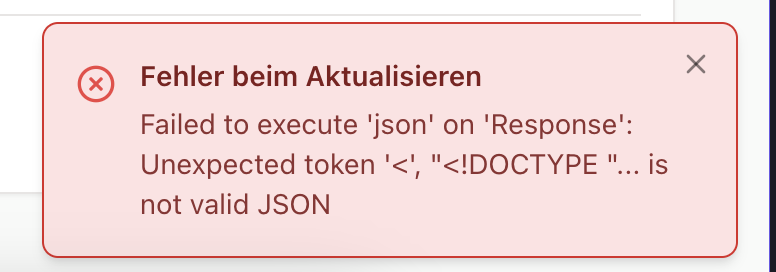 Fehler beim Aktualisieren
Failed to execute 'json' on 'Response':
Unexpected token '<', "<!DOCTYPE "... is
not valid JSON